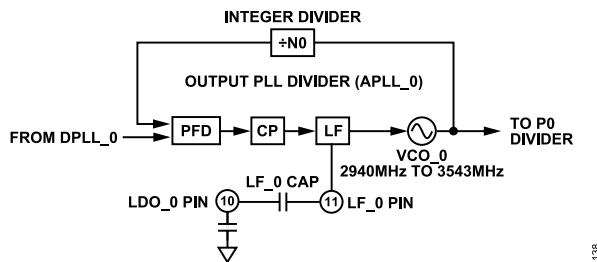 INTEGER DIVIDER
÷N0
OUTPUT PLL DIVIDER (APLL_0)
FROM DPLL_0
PFD
CP
LF
TO P0
DIVIDER
VCO_0
2940MHz TO 3543MHz
LF_0 CAP
LDO_0 PIN
10
11
LF_0 PIN
138